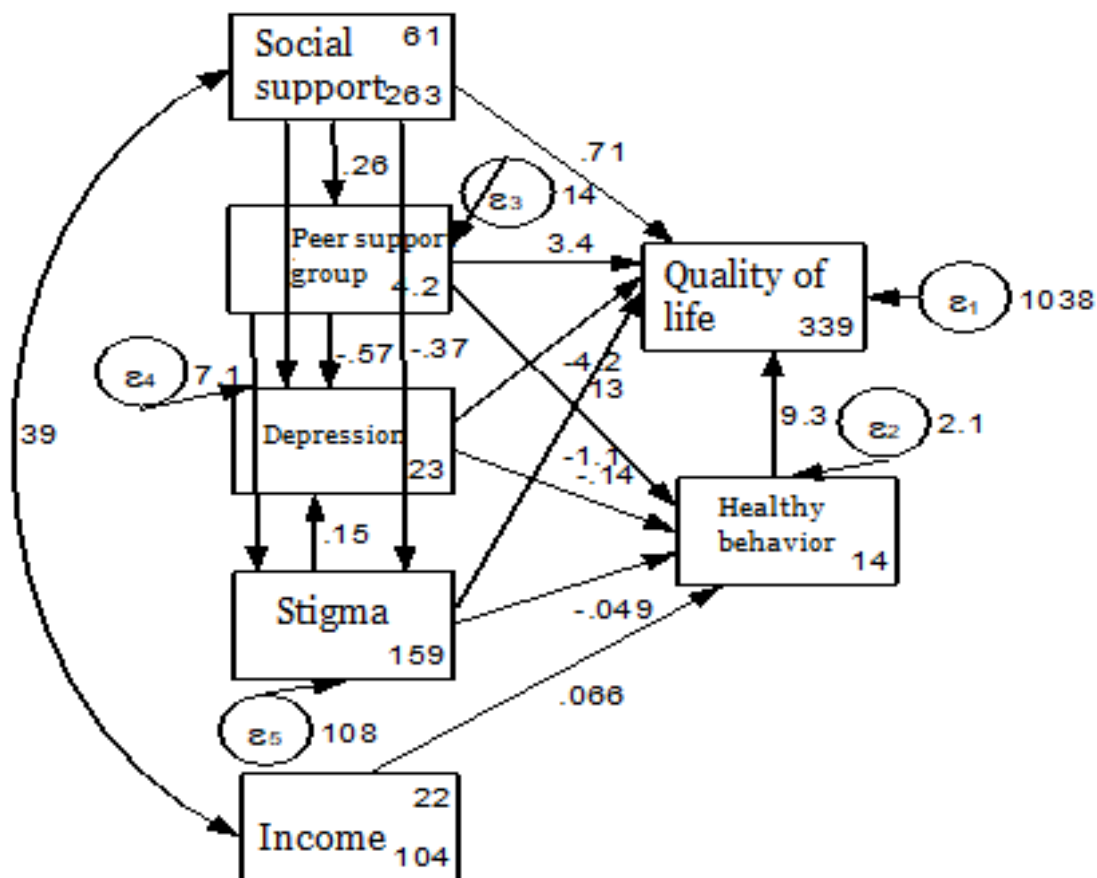 Social
support
61
263
.26
.71
ε₃
14
Peer support
group
4.2
3.4
Quality of
life
339
ε₁
1038
-.57
-.37
ε₄
7.1
-4.2
13
Depression
23
9.3
ε₂
2.1
39
-1.1
-.14
.15
Healthy
behavior
14
Stigma
159
-.049
.066
ε₅
108
Income
22
104